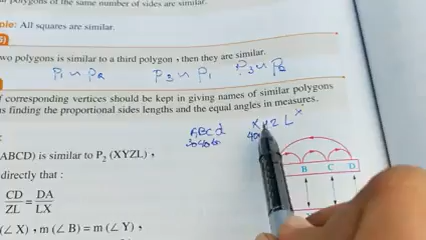 of the same number of sides are similar.
ple: All squares are similar.
wo polygons is similar to a third polygon, then they are similar.
P₁ ∽ P₂ P₃ ∽ P₁ P₃ ∽ P₂
f corresponding vertices should be kept in giving names of similar polygons
s finding the proportional sides lengths and the equal angles in measures.
ABCd
(ABCD) is similar to P₂ (XYZL),
directly that:
CD/ZL = DA/LX
(∠ X), m (∠ B) = m (∠ Y)
B C D